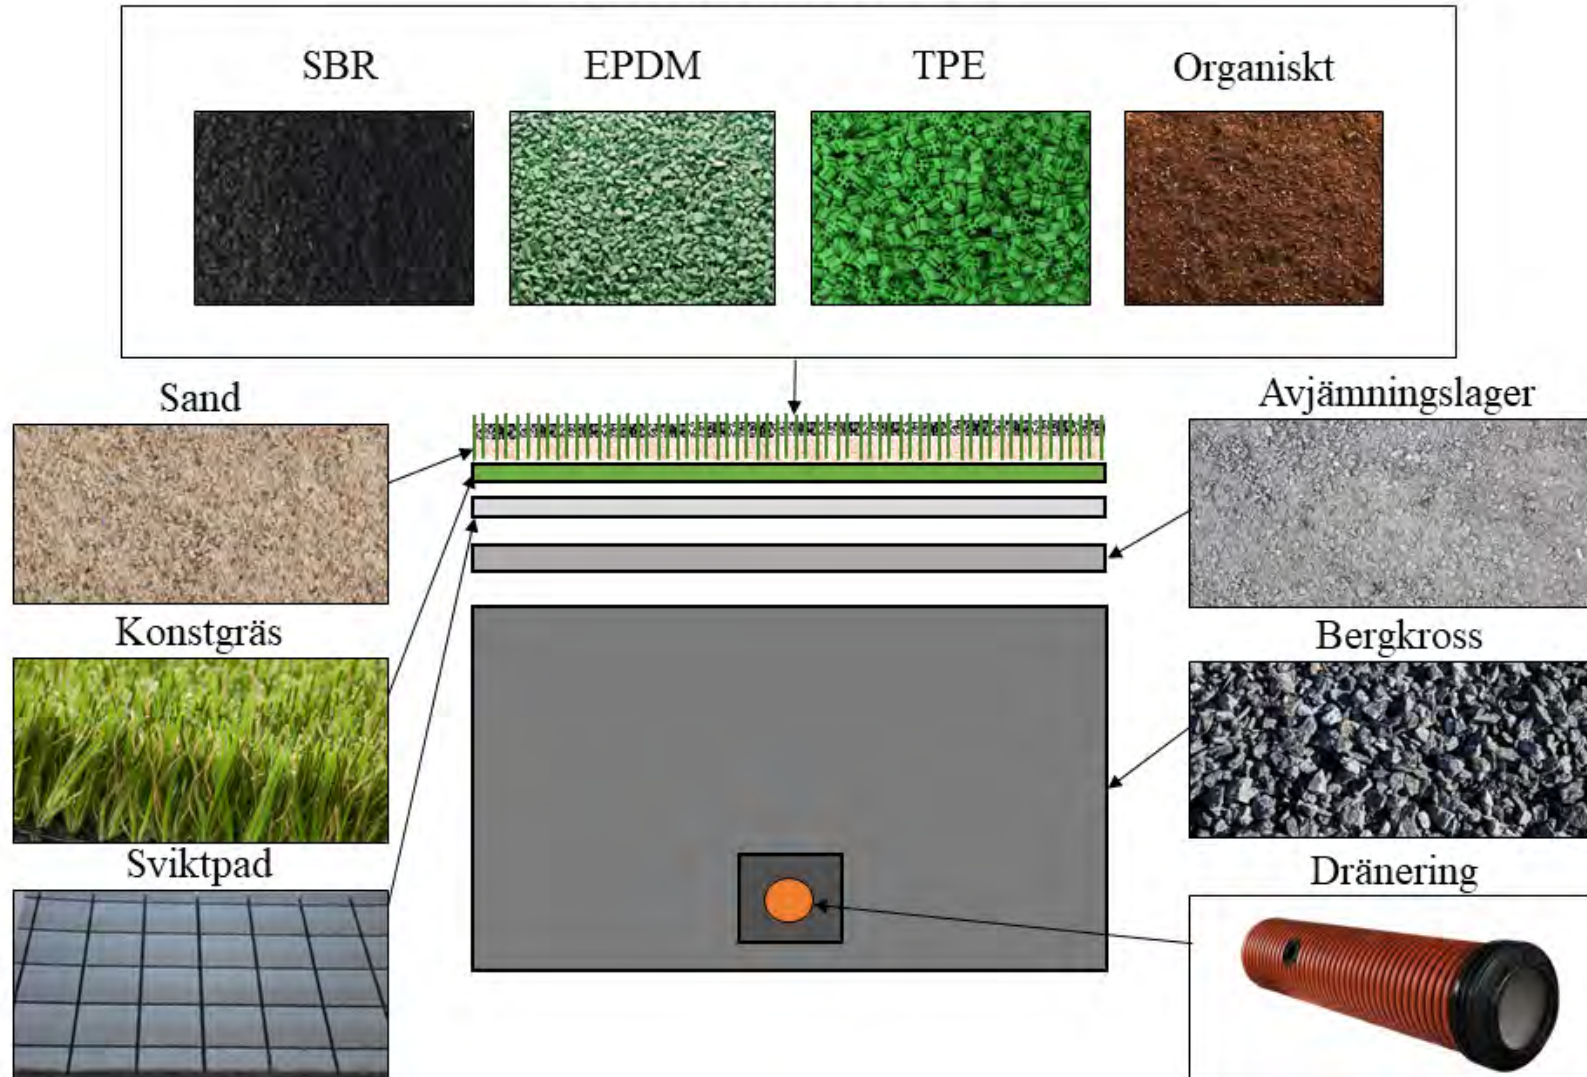 SBR
EPDM
TPE
Organiskt
Sand
Avjämningslager
Konstgräs
Bergkross
Sviktpad
Dränering